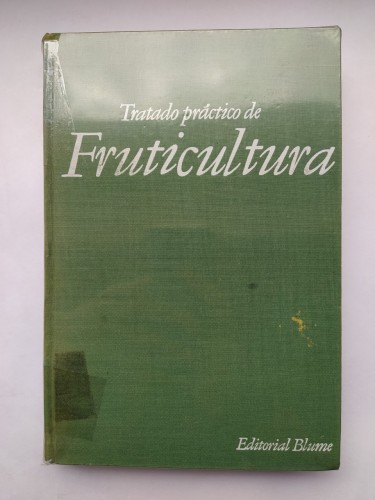 Tratado práctico de
Fruticultura
Editorial Blume